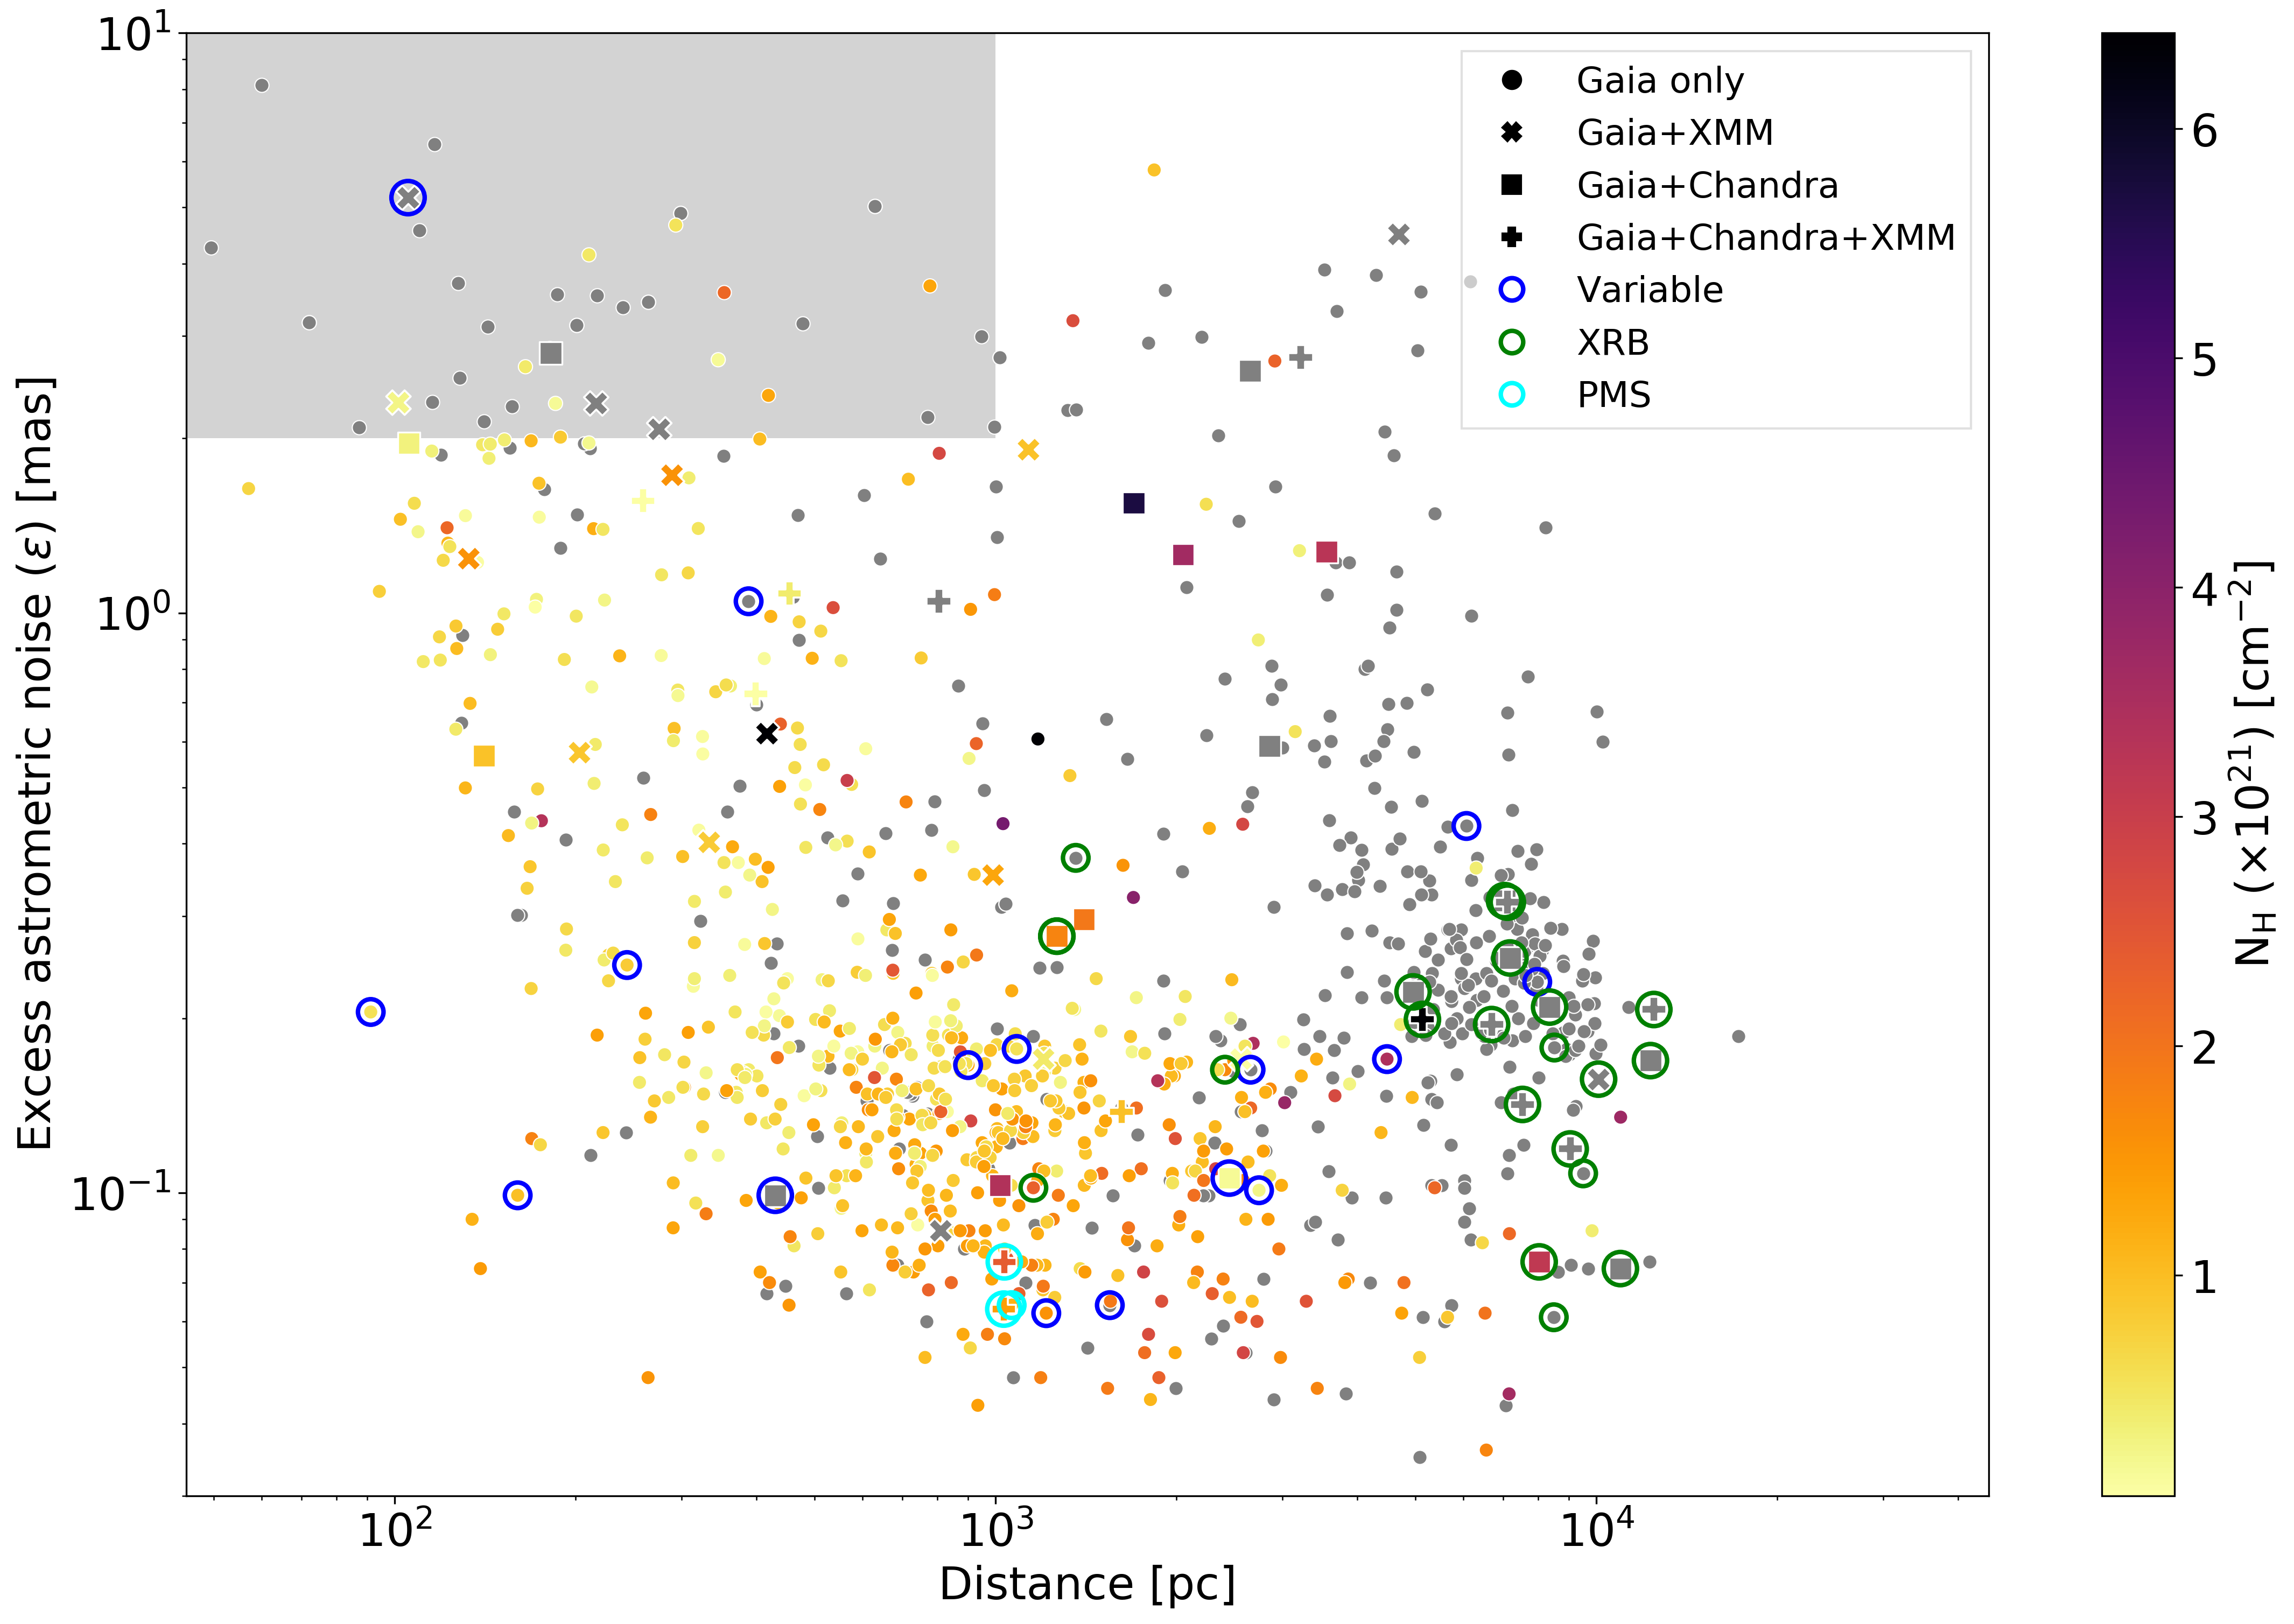 10¹
10⁰
10⁻¹
Excess astrometric noise (ε) [mas]
Gaia only
Gaia+XMM
Gaia+Chandra
Gaia+Chandra+XMM
Variable
XRB
PMS
10²
10³
10⁴
Distance [pc]
6
5
4
3
2
1
N_H (×10²¹) [cm⁻²]